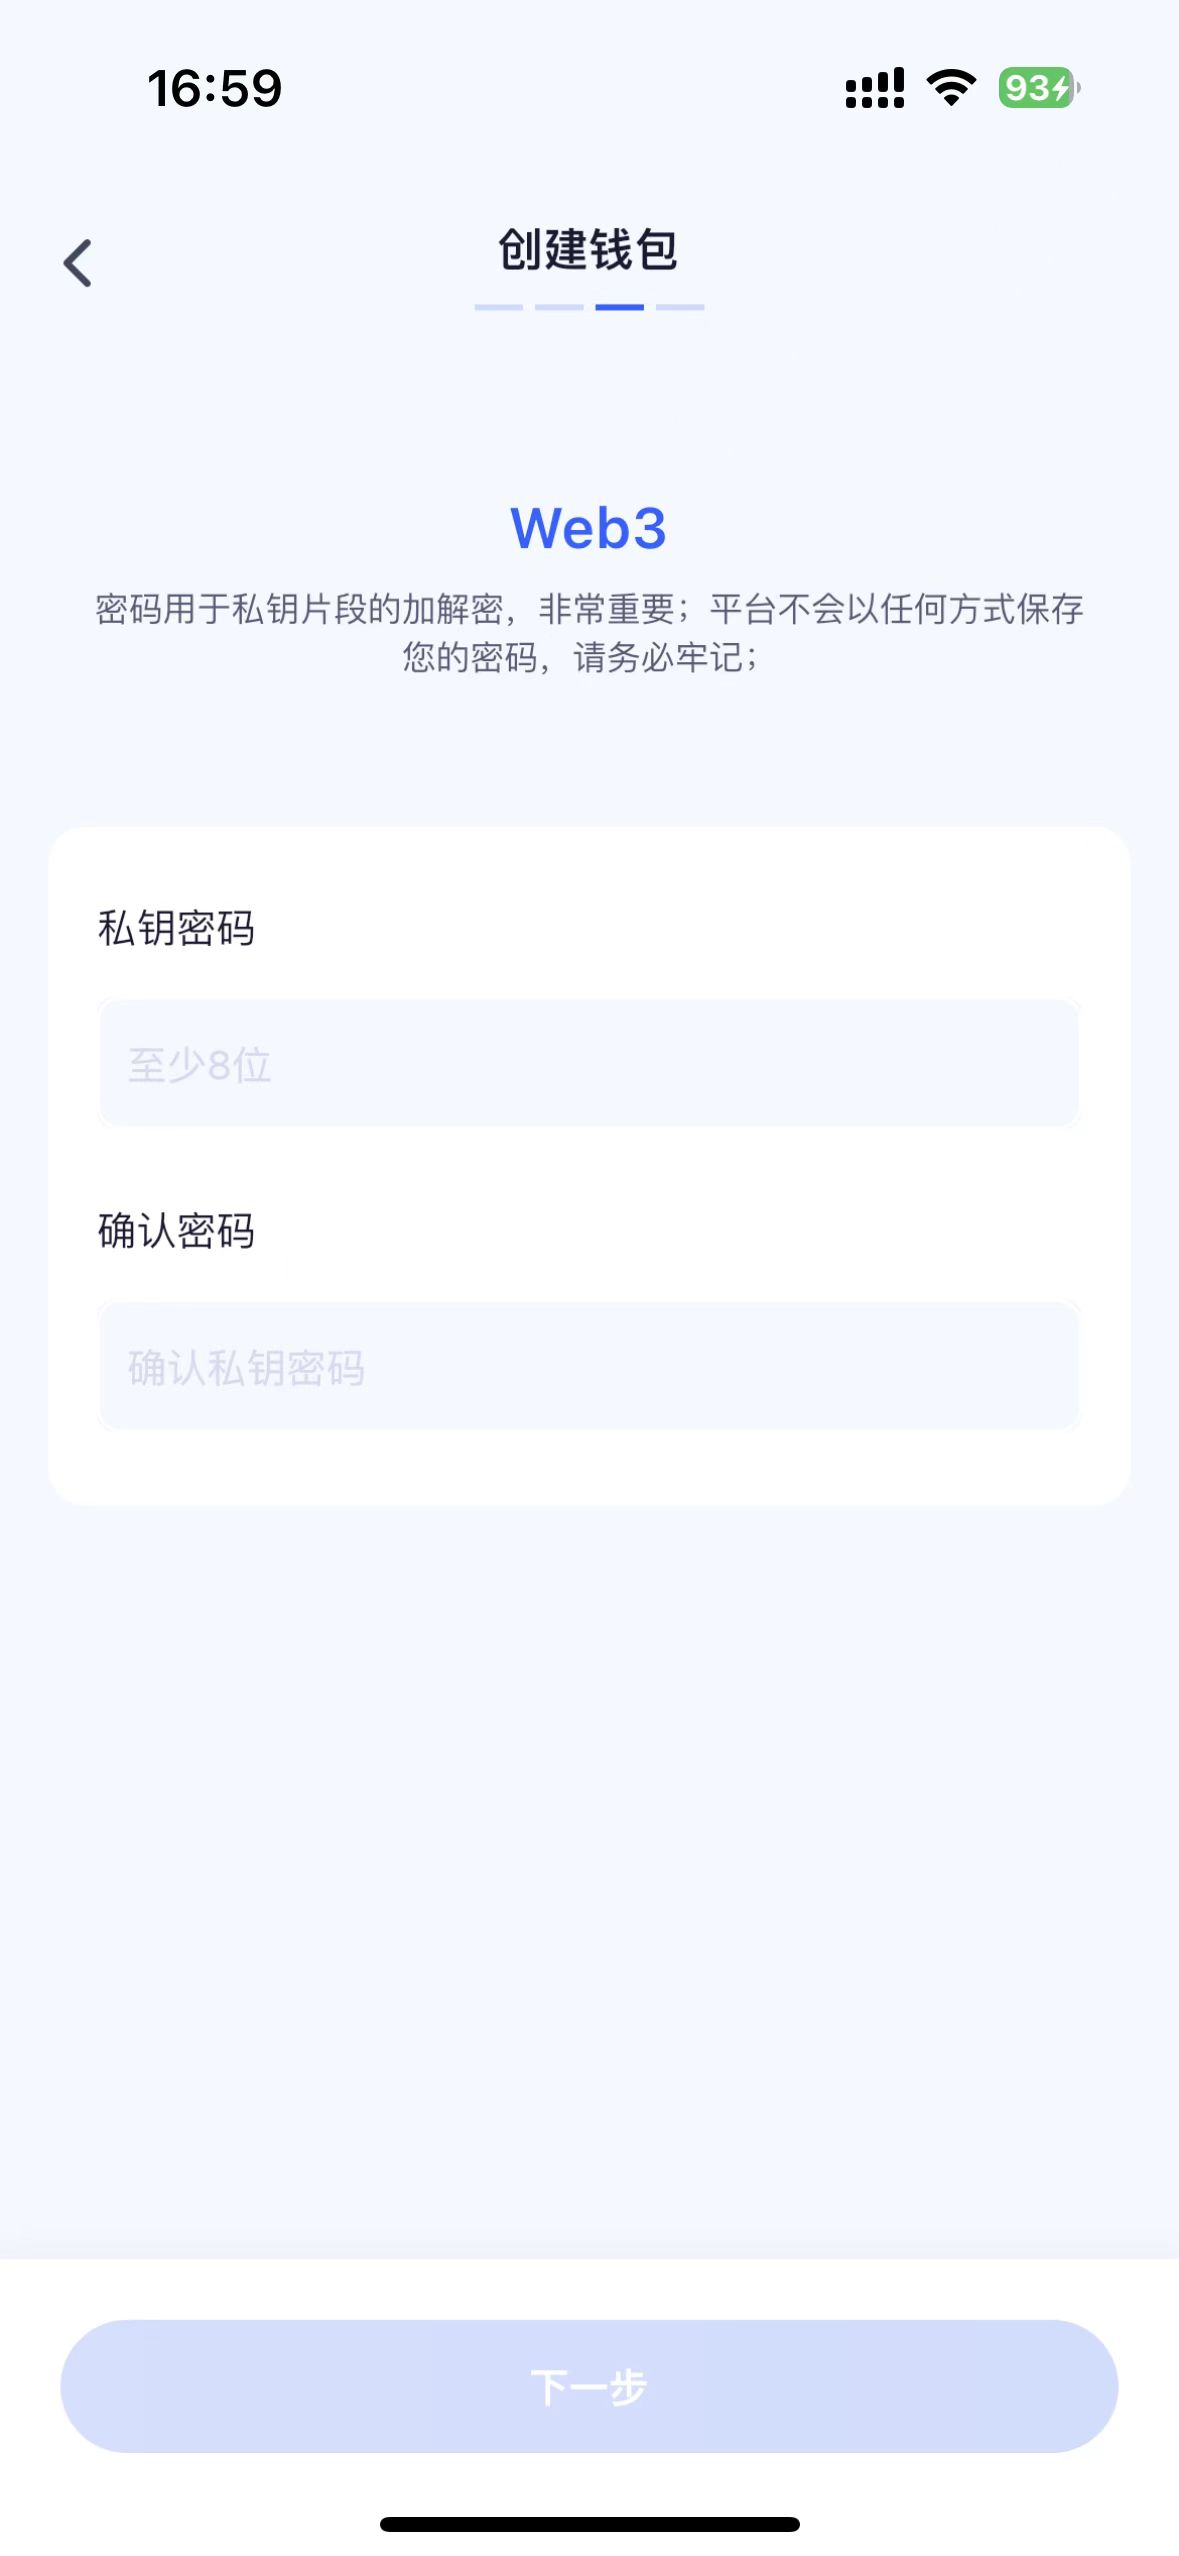 16:59
93
创建钱包
Web3
密码用于私钥片段的加解密，非常重要；平台不会以任何方式保存
您的密码，请务必牢记；
私钥密码
至少8位
确认密码
确认私钥密码
下一步